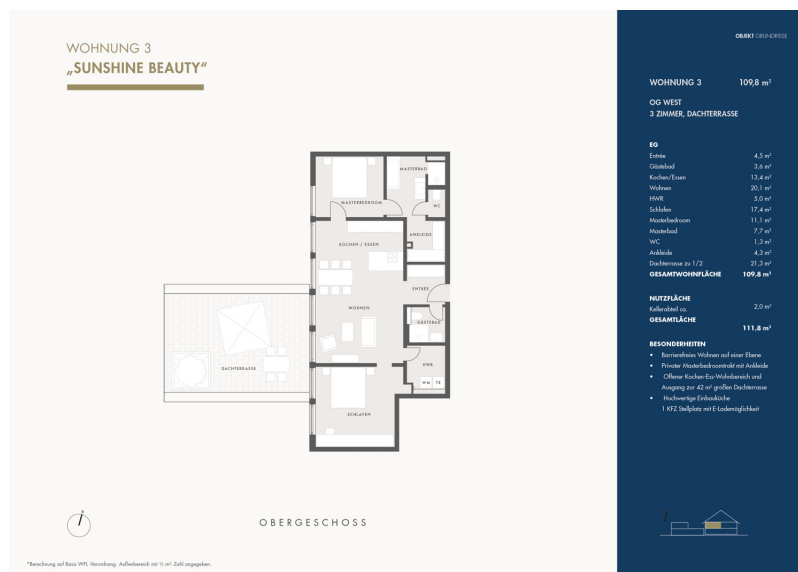 WOHNUNG 3
„SUNSHINE BEAUTY“
MASTERBAD
MASTERBEDROOM
WC
ANKLEIDE
KOCHEN / ESSEN
ENTRÉE
WOHNEN
GÄSTEBAD
DACHTERRASSE
HWR
WM TR
SCHLAFEN
OBERGESCHOSS
*Berechnung auf Basis WFL -Verordnung. Außenbereich mit ½ m²- Zahl angegeben.
OBJEKT GRUNDRISSE
WOHNUNG 3 109,8 m²
OG WEST
3 ZIMMER, DACHTERRASSE
EG
Entrée 4,5 m²
Gästebad 3,6 m²
Kochen/Essen 13,4 m²
Wohnen 20,1 m²
HWR 5,0 m²
Schlafen 17,4 m²
Masterbedroom 11,1 m²
Masterbad 7,7 m²
WC 1,3 m²
Ankleide 4,3 m²
Dachterrasse zu 1/2 21,3 m²
GESAMTWOHNFLÄCHE 109,8 m²
NUTZFLÄCHE
Kellerabteil ca. 2,0 m²
GESAMTLÄCHE
111,8 m²
BESONDERHEITEN
• Barrierefreies Wohnen auf einer Ebene
• Privater Masterbedroomtrakt mit Ankleide
• Offener Kochen-Ess-Wohnbereich und
Ausgang zur 42 m² großen Dachterrasse
• Hochwertige Einbauküche
1 KFZ Stellplatz mit E-Lademöglichkeit